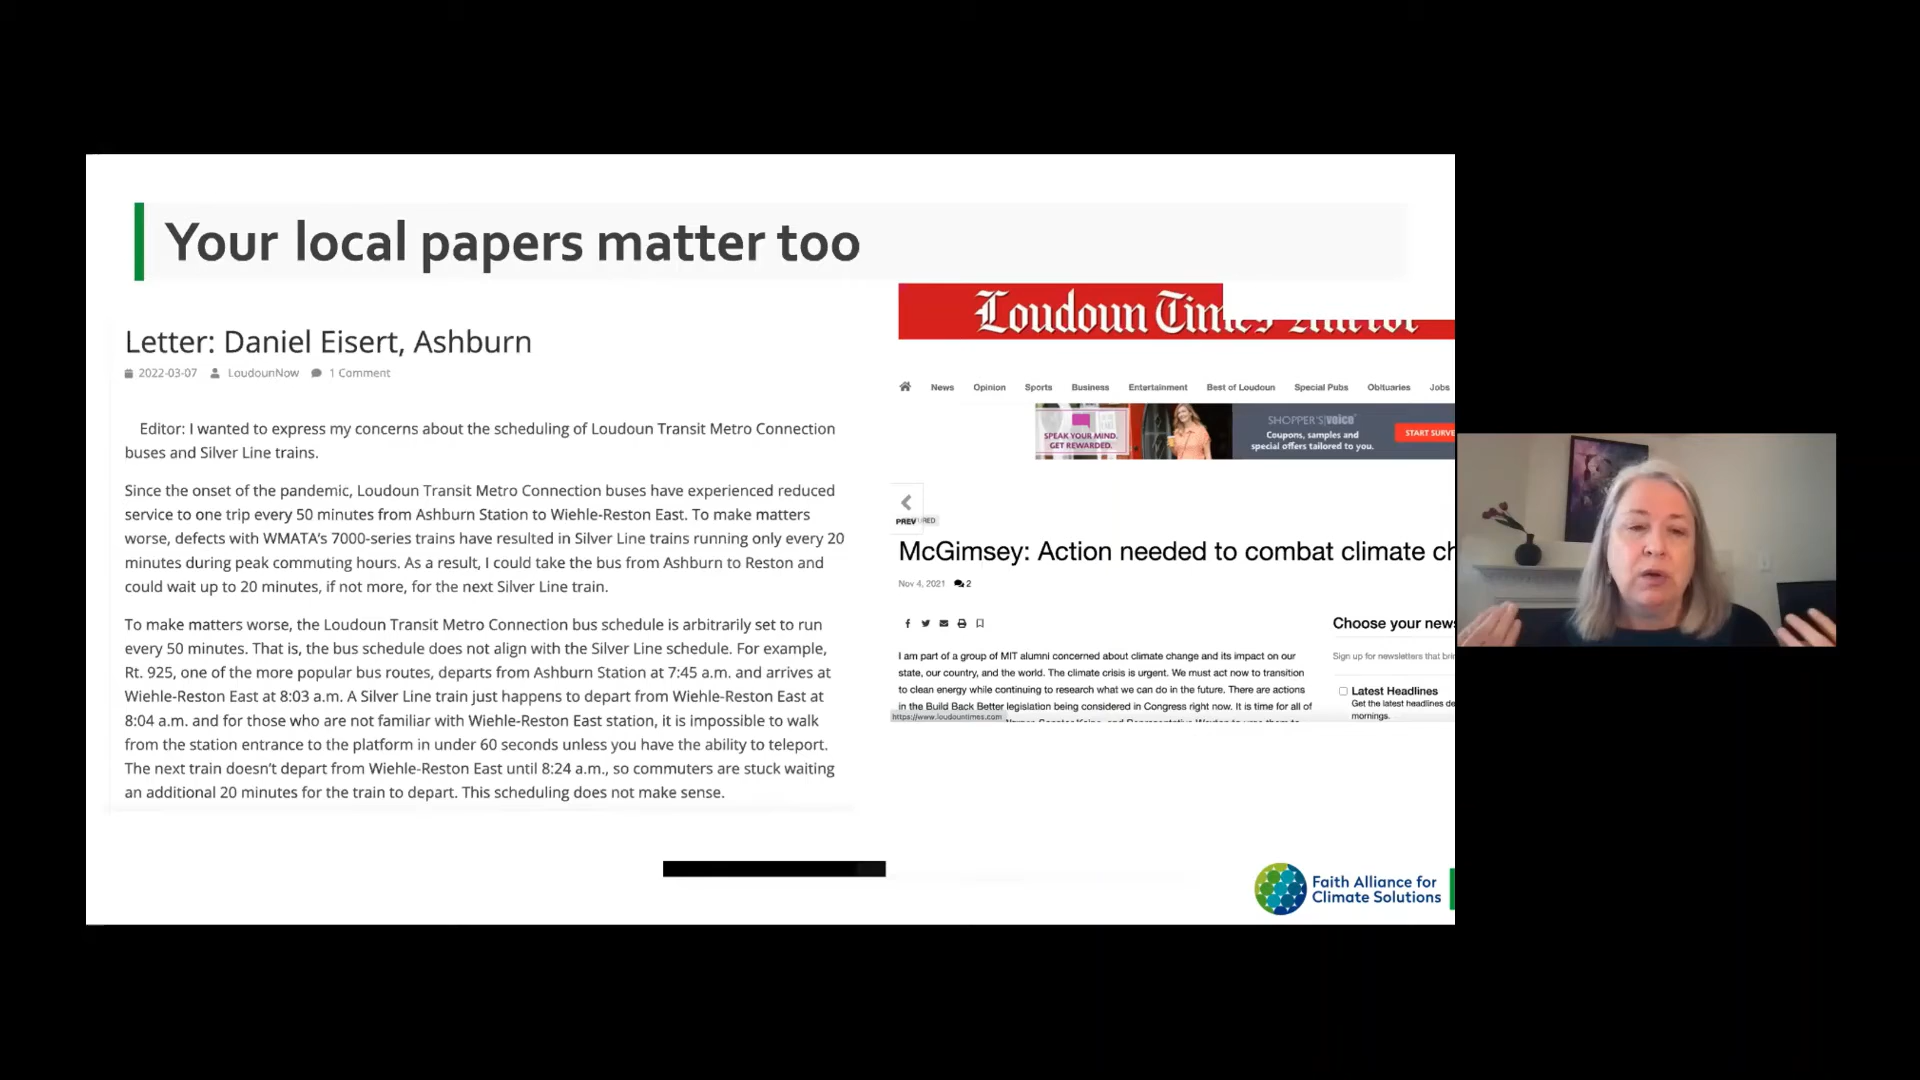 Your local papers matter too
Letter: Daniel Eisert, Ashburn
2022-03-07 LoudounNow 1 Comment
Editor: I wanted to express my concerns about the scheduling of Loudoun Transit Metro Connection
buses and Silver Line trains.
Since the onset of the pandemic, Loudoun Transit Metro Connection buses have experienced reduced
service to one trip every 50 minutes from Ashburn Station to Wiehle-Reston East. To make matters
worse, defects with WMATA's 7000-series trains have resulted in Silver Line trains running only every 20
minutes during peak commuting hours. As a result, I could take the bus from Ashburn to Reston and
could wait up to 20 minutes, if not more, for the next Silver Line train.
To make matters worse, the Loudoun Transit Metro Connection bus schedule is arbitrarily set to run
every 50 minutes. That is, the bus schedule does not align with the Silver Line schedule. For example,
Rt. 925, one of the more popular bus routes, departs from Ashburn Station at 7:45 a.m. and arrives at
Wiehle-Reston East at 8:03 a.m. A Silver Line train just happens to depart from Wiehle-Reston East at
8:04 a.m. and for those who are not familiar with Wiehle-Reston East station, it is impossible to walk
from the station entrance to the platform in under 60 seconds unless you have the ability to teleport.
The next train doesn't depart from Wiehle-Reston East until 8:24 a.m., so commuters are stuck waiting
an additional 20 minutes for the train to depart. This scheduling does not make sense.
Loudoun Times Mirror
News Opinion Sports Business Entertainment Best of Loudoun Special Pubs Obituaries Jobs
SPEAK YOUR MIND.
GET REWARDED.
SHOPPER'S VOICE
Coupons, samples and
special offers tailored to you.
START SURVE
PREV
McGimsey: Action needed to combat climate ch
Nov 4, 2021 2
I am part of a group of MIT alumni concerned about climate change and its impact on our
state, our country, and the world. The climate crisis is urgent. We must act now to transition
to clean energy while continuing to research what we can do in the future. There are actions
in the Build Back Better legislation being considered in Congress right now. It is time for all of
https://www.loudountimes.com
Choose your news
Sign up for newsletters that brin
Latest Headlines
Get the latest headlines de
mornings.
Faith Alliance for
Climate Solutions